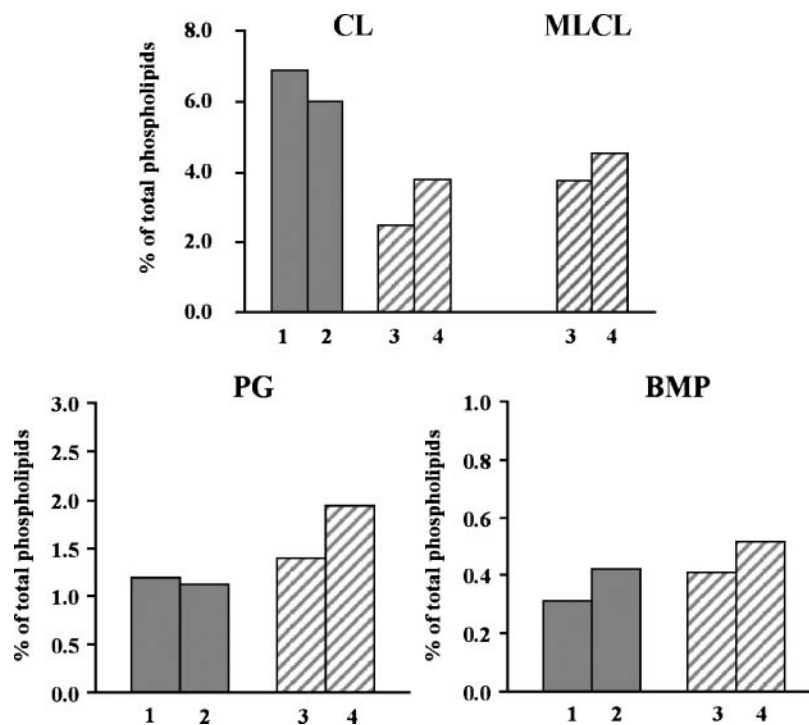 CL MLCL
% of total phospholipids
8.0
6.0
4.0
2.0
0.0
1 2 3 4 3 4
PG
% of total phospholipids
3.0
2.5
2.0
1.5
1.0
0.5
0.0
1 2 3 4
BMP
% of total phospholipids
1.0
0.8
0.6
0.4
0.2
0.0
1 2 3 4